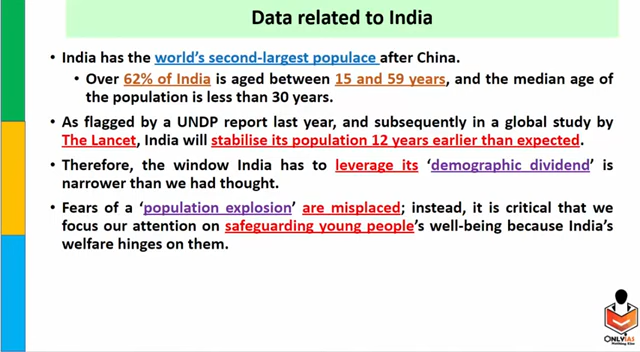 Data related to India
• India has the world's second-largest populace after China.
• Over 62% of India is aged between 15 and 59 years, and the median age of
the population is less than 30 years.
• As flagged by a UNDP report last year, and subsequently in a global study by
The Lancet, India will stabilise its population 12 years earlier than expected.
• Therefore, the window India has to leverage its 'demographic dividend' is
narrower than we had thought.
• Fears of a 'population explosion' are misplaced; instead, it is critical that we
focus our attention on safeguarding young people's well-being because India's
welfare hinges on them.
ONLYIAS
Nothing Else